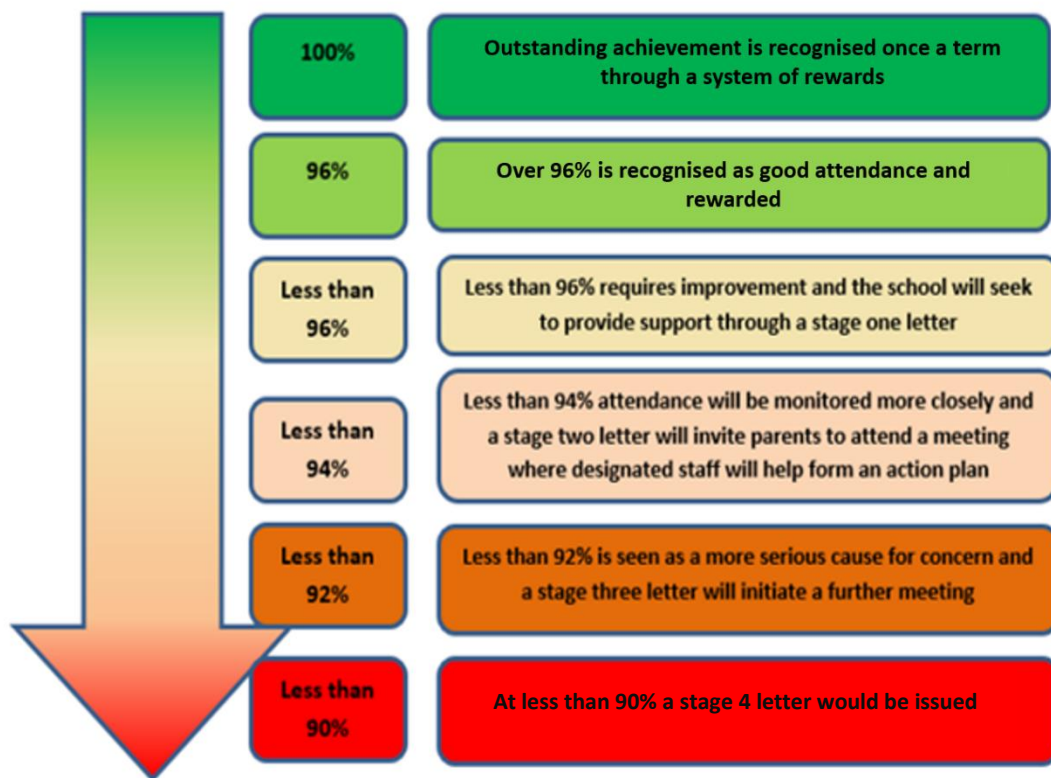 100%
Outstanding achievement is recognised once a term
through a system of rewards
96%
Over 96% is recognised as good attendance and
rewarded
Less than
96%
Less than 96% requires improvement and the school will seek
to provide support through a stage one letter
Less than
94%
Less than 94% attendance will be monitored more closely and
a stage two letter will invite parents to attend a meeting
where designated staff will help form an action plan
Less than
92%
Less than 92% is seen as a more serious cause for concern and
a stage three letter will initiate a further meeting
Less than
90%
At less than 90% a stage 4 letter would be issued